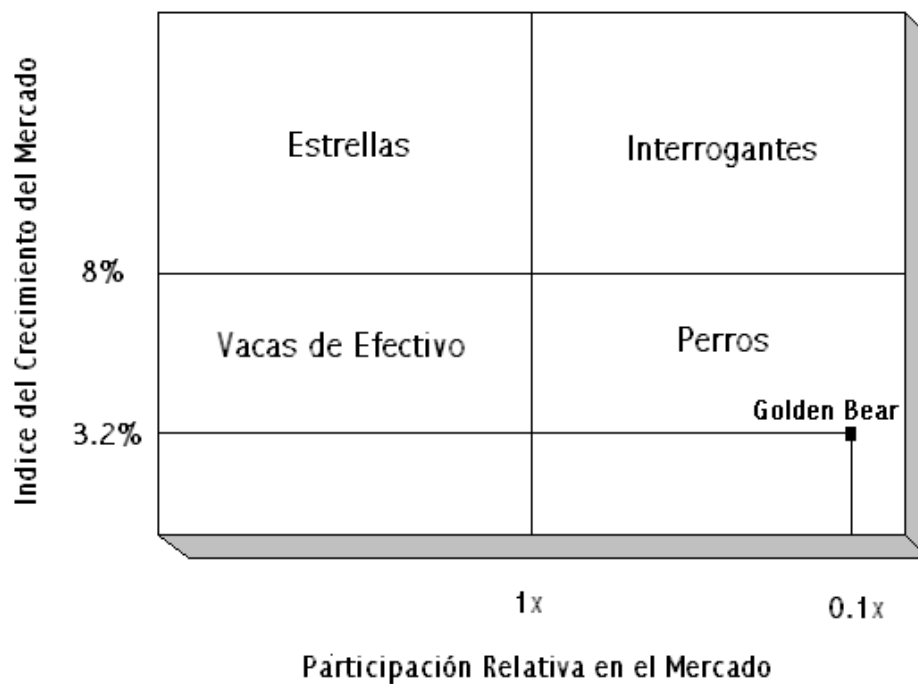 Indice del Crecimiento del Mercado
Estrellas
Interrogantes
8%
Vacas de Efectivo
Perros
Golden Bear
3.2%
1x
0.1x
Participación Relativa en el Mercado